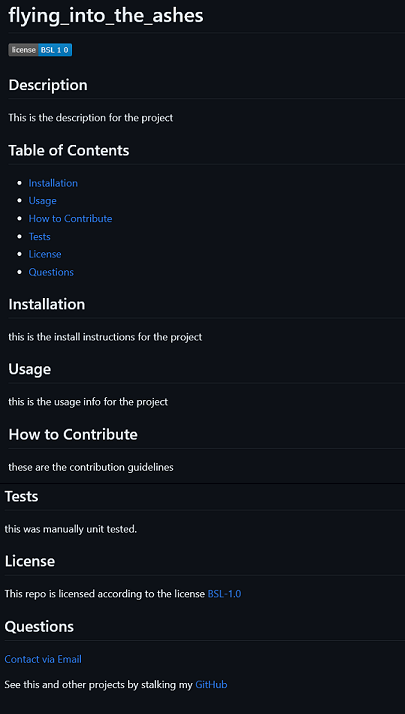 flying_into_the_ashes
license BSL 1 0
Description
This is the description for the project
Table of Contents
Installation
Usage
How to Contribute
Tests
License
Questions
Installation
this is the install instructions for the project
Usage
this is the usage info for the project
How to Contribute
these are the contribution guidelines
Tests
this was manually unit tested.
License
This repo is licensed according to the license BSL-1.0
Questions
Contact via Email
See this and other projects by stalking my GitHub